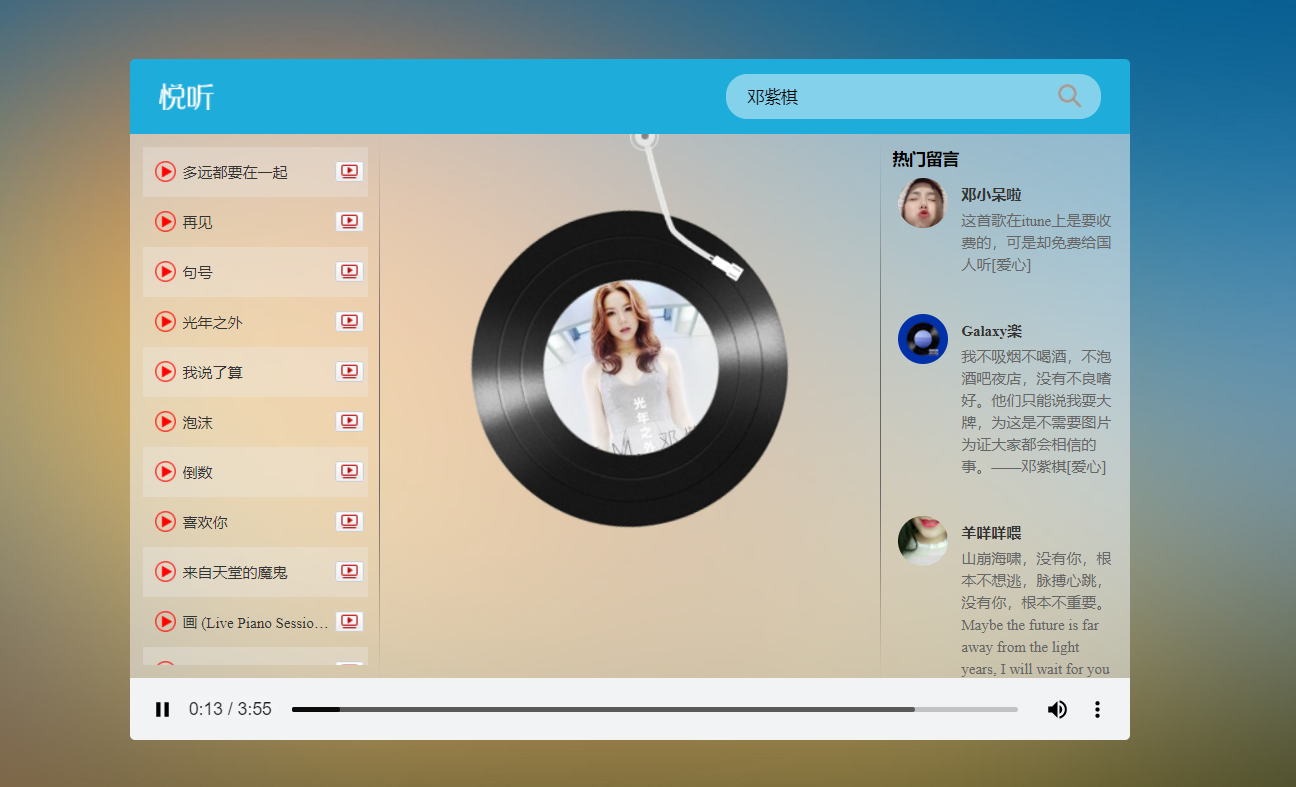 悦听
邓紫棋
多远都要在一起
再见
句号
光年之外
我说了算
泡沫
倒数
喜欢你
来自天堂的魔鬼
画 (Live Piano Sessio…
光年之外
热门留言
邓小呆啦
这首歌在itune上是要收
费的，可是却免费给国
人听[爱心]
Galaxy楽
我不吸烟不喝酒，不泡
酒吧夜店，没有不良嗜
好。他们只能说我耍大
牌，为这是不需要图片
为证大家都会相信的
事。——邓紫棋[爱心]
羊咩咩喂
山崩海啸，没有你，根
本不想逃，脉搏心跳，
没有你，根本不重要。
Maybe the future is far
away from the light
years, I will wait for you
0:13 / 3:55